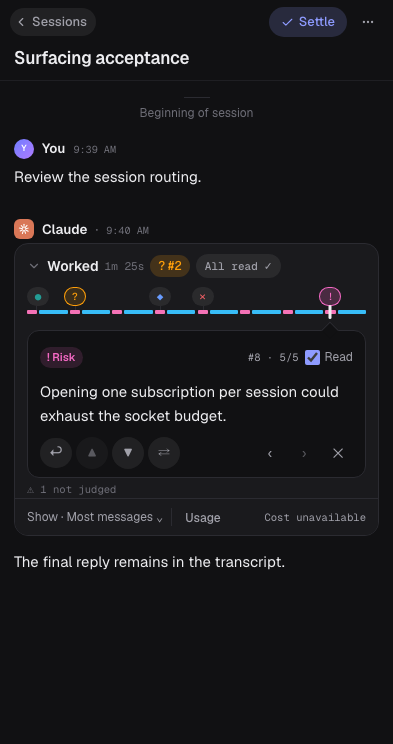 Sessions
Settle
Surfacing acceptance
Beginning of session
Y You 9:39 AM
Review the session routing.
Claude · 9:40 AM
Worked 1m 25s ? #2 All read ✓
? ◆ × !
! Risk #8 · 5/5 Read
Opening one subscription per session could
exhaust the socket budget.
⚠ 1 not judged
Show · Most messages Usage Cost unavailable
The final reply remains in the transcript.